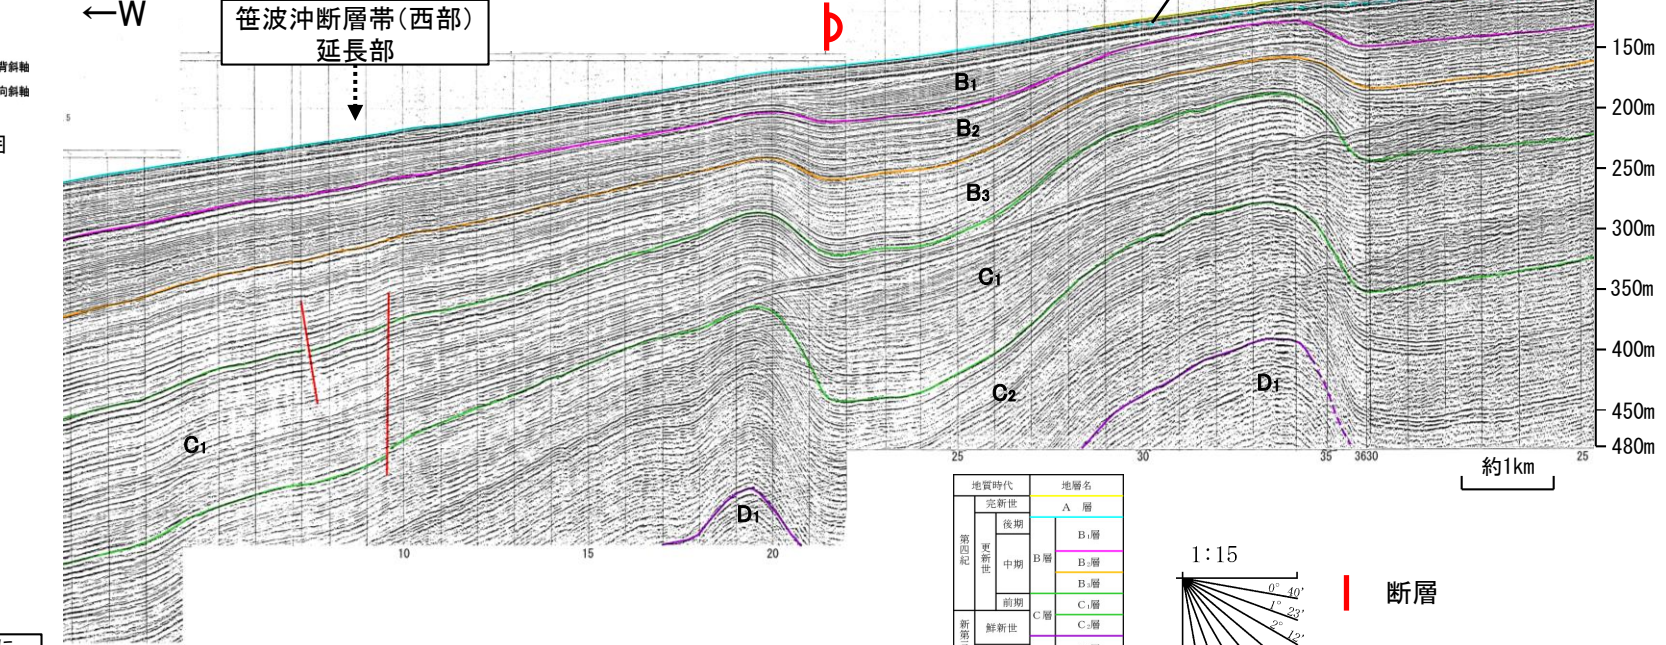 ←W
笹波沖断層帯(西部)
延長部
背斜軸
向斜軸
5
B₁
B₂
B₃
C₁
C₂
D₁
C₁
D₁
150m
200m
250m
300m
350m
400m
450m
480m
10
15
20
25
30
35
3630
25
約1km
地質時代 地層名
第四紀 完新世 A 層
更新世 後期 B層 B₁層
中期 B₂層
B₃層
前期 C層 C₁層
鮮新世 C₂層
1:15
0° 40'
1° 23'
2° 12'
断層